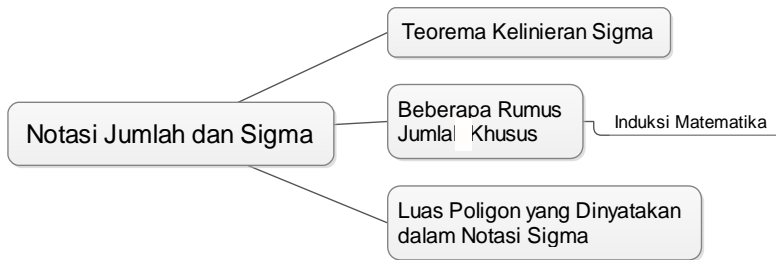 Teorema Kelinieran Sigma
Notasi Jumlah dan Sigma
Beberapa Rumus
Jumlah Khusus
Induksi Matematika
Luas Poligon yang Dinyatakan
dalam Notasi Sigma